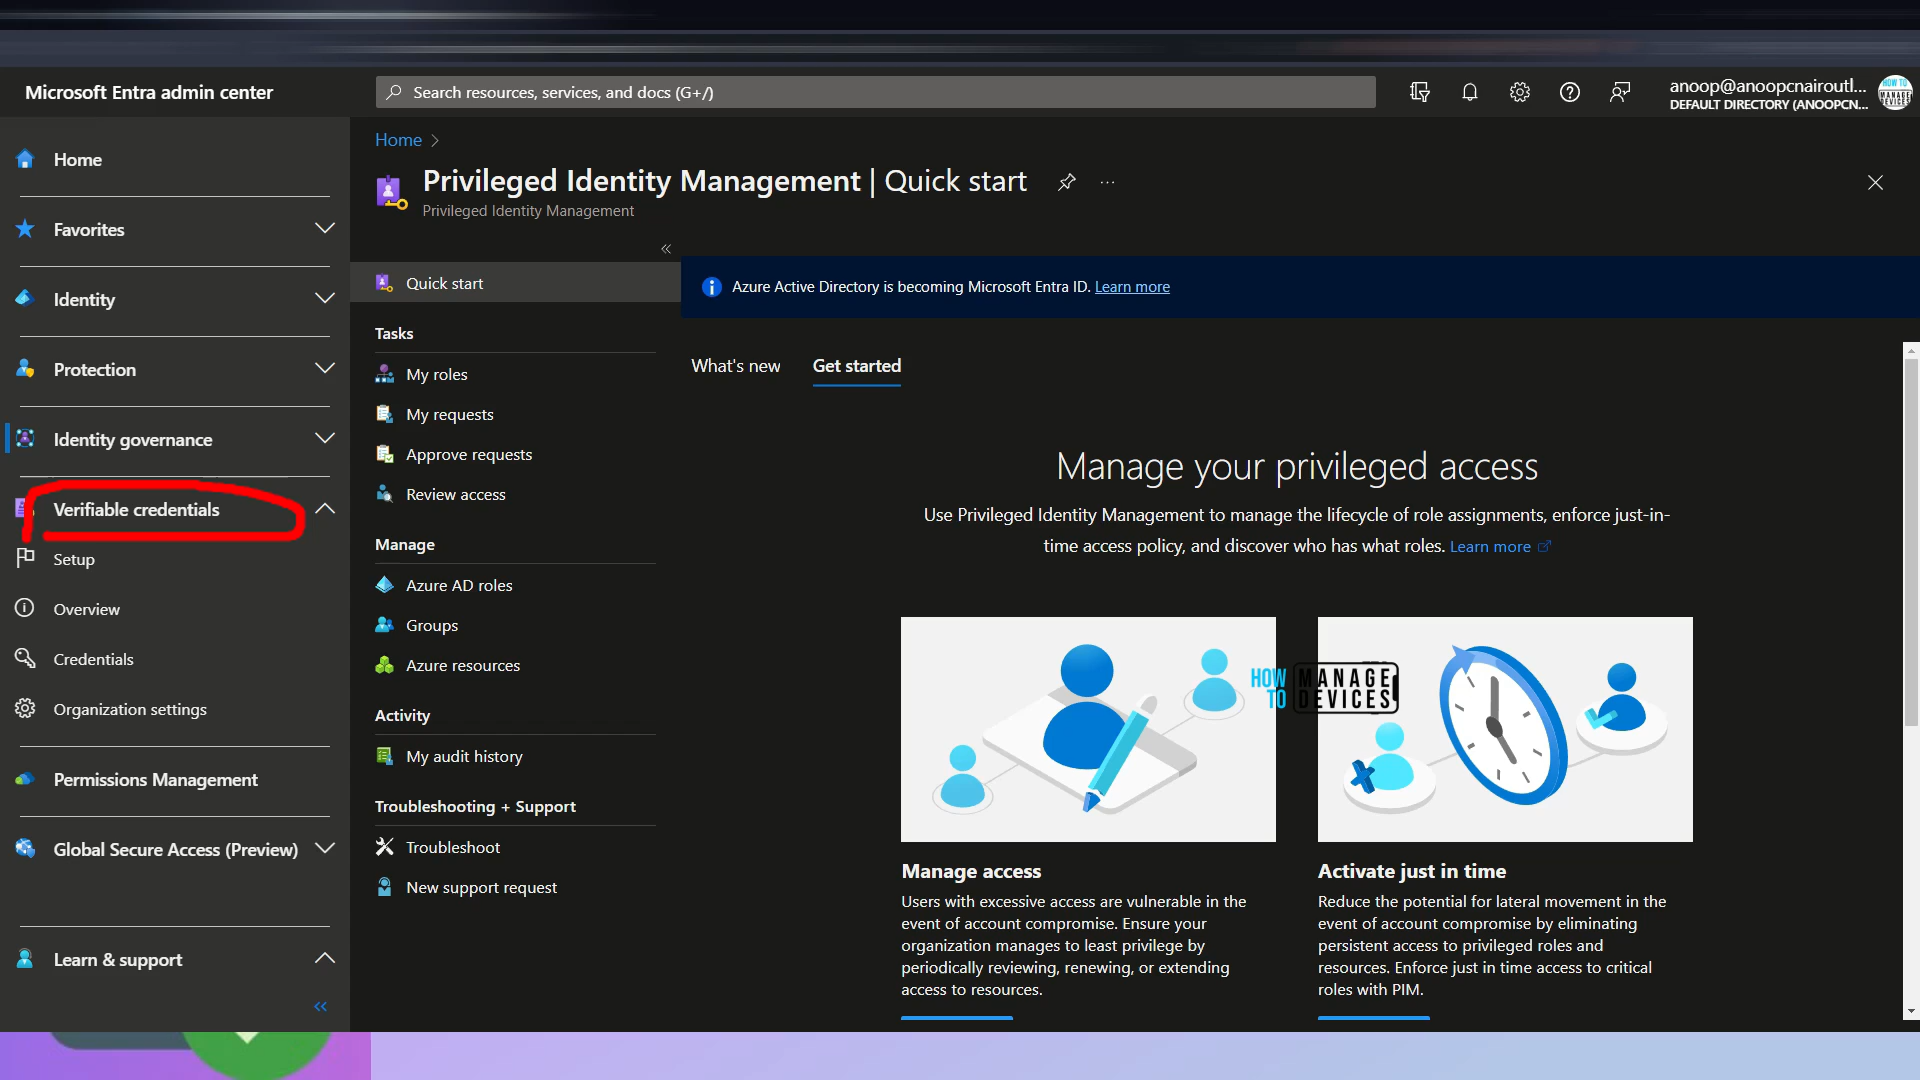 Microsoft Entra admin center
Search resources, services, and docs (G+/)
anoop@anoopcnairoutl...
DEFAULT DIRECTORY (ANOOPCN...
HOW TO
MANAGE
DEVICES
Home
Favorites
Identity
Protection
Identity governance
Verifiable credentials
Setup
Overview
Credentials
Organization settings
Permissions Management
Global Secure Access (Preview)
Learn & support
Home
Privileged Identity Management | Quick start
Privileged Identity Management
Quick start
Tasks
My roles
My requests
Approve requests
Review access
Manage
Azure AD roles
Groups
Azure resources
Activity
My audit history
Troubleshooting + Support
Troubleshoot
New support request
Azure Active Directory is becoming Microsoft Entra ID. Learn more
What's new
Get started
Manage your privileged access
Use Privileged Identity Management to manage the lifecycle of role assignments, enforce just-in-
time access policy, and discover who has what roles. Learn more
HOW MANAGE
TO DEVICES
Manage access
Users with excessive access are vulnerable in the
event of account compromise. Ensure your
organization manages to least privilege by
periodically reviewing, renewing, or extending
access to resources.
Activate just in time
Reduce the potential for lateral movement in the
event of account compromise by eliminating
persistent access to privileged roles and
resources. Enforce just in time access to critical
roles with PIM.